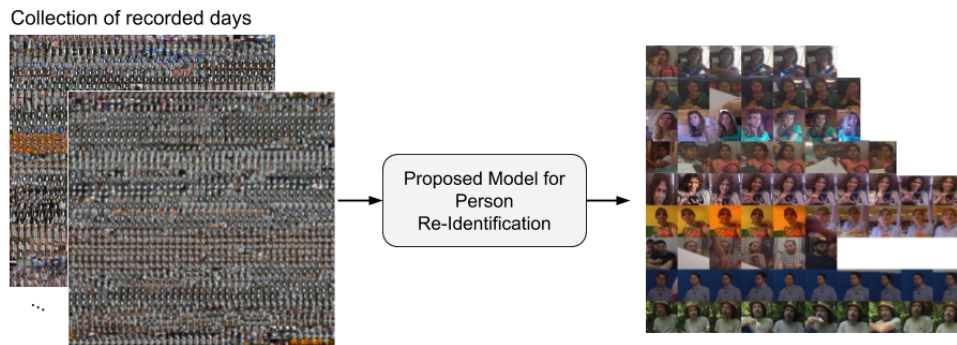 Collection of recorded days
Proposed Model for
Person
Re-Identification
...